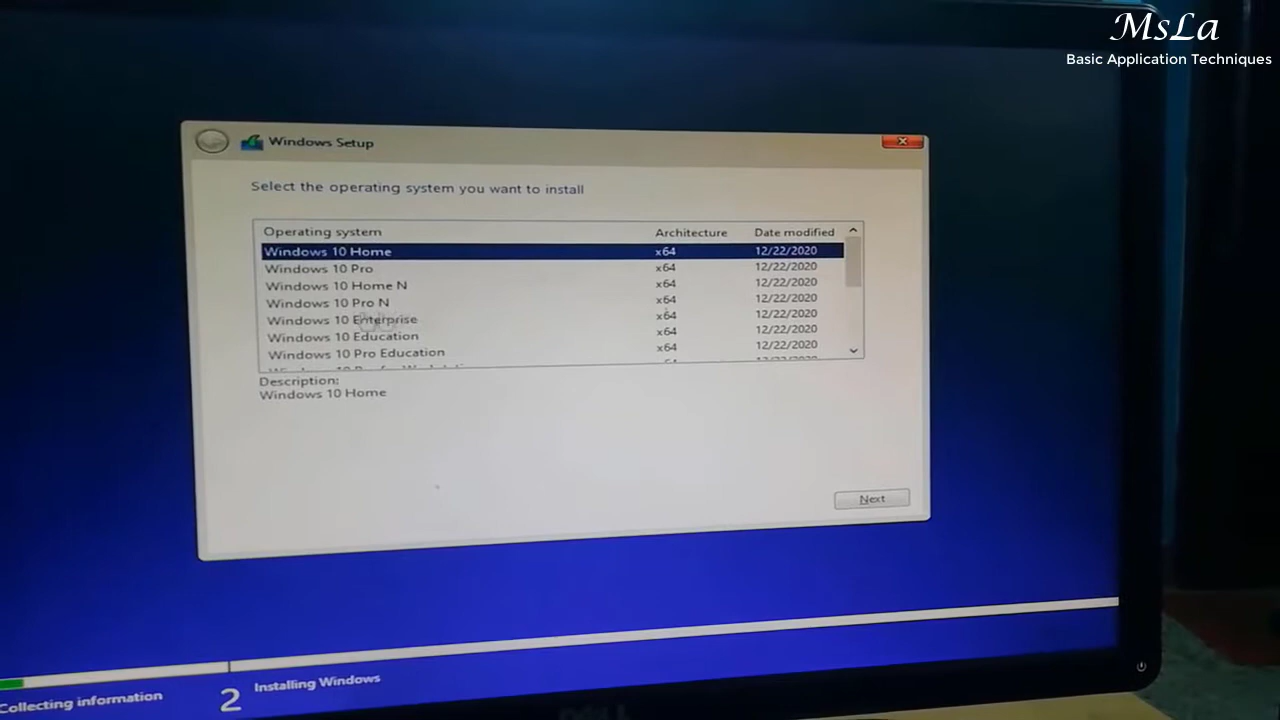 MsLa
Basic Application Techniques
Windows Setup
Select the operating system you want to install
Operating system Architecture Date modified
Windows 10 Home x64 12/22/2020
Windows 10 Pro x64 12/22/2020
Windows 10 Home N x64 12/22/2020
Windows 10 Pro N x64 12/22/2020
Windows 10 Enterprise x64 12/22/2020
Windows 10 Education x64 12/22/2020
Windows 10 Pro Education x64 12/22/2020
Description:
Windows 10 Home
Next
Collecting information
2 Installing Windows